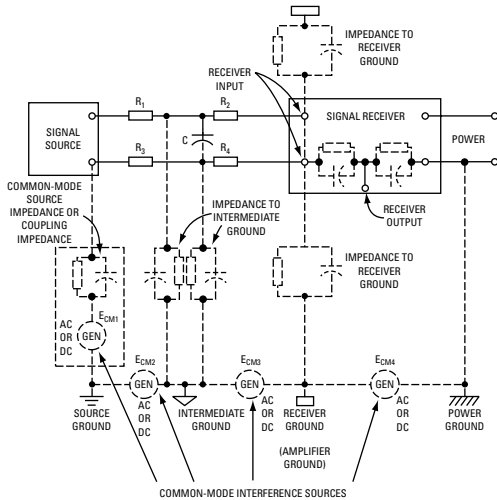 IMPEDANCE TO
RECEIVER
GROUND
RECEIVER
INPUT
R1
R2
SIGNAL
SOURCE
C
R3
R4
SIGNAL RECEIVER
POWER
COMMON-MODE
SOURCE
IMPEDANCE OR
COUPLING
IMPEDANCE
IMPEDANCE TO
INTERMEDIATE
GROUND
RECEIVER
OUTPUT
IMPEDANCE TO
RECEIVER
GROUND
ECM1
AC
OR
DC
GEN
ECM2
GEN
AC
OR
DC
ECM3
GEN
AC
OR
DC
ECM4
GEN
AC
OR
DC
SOURCE
GROUND
INTERMEDIATE
GROUND
RECEIVER
GROUND
(AMPLIFIER
GROUND)
POWER
GROUND
COMMON-MODE INTERFERENCE SOURCES